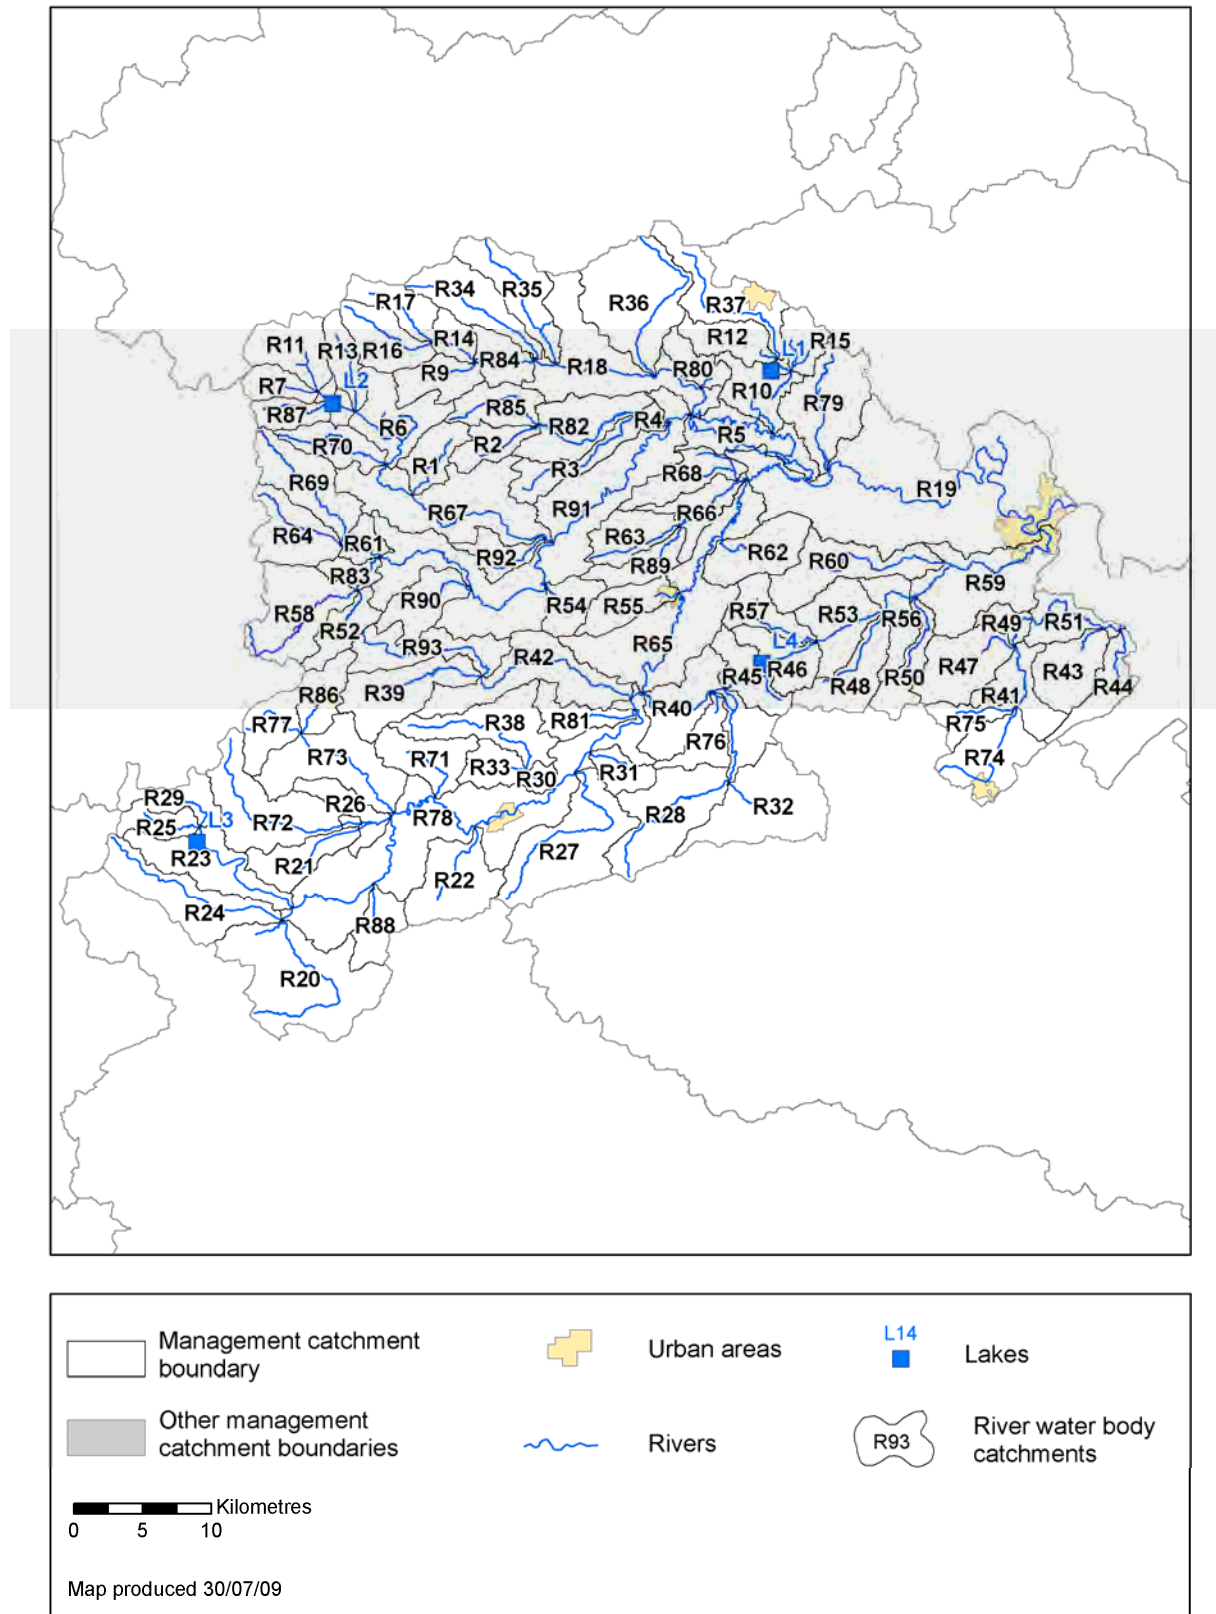 R34
R35
R17
R36
R37
R12
R11
R13
R16
R14
L1
R15
R84
R18
R80
R9
R7
L2
R10
R79
R87
R85
R6
R82
R4
R5
R70
R2
R1
R3
R68
R69
R19
R91
R67
R66
R64
R61
R63
R92
R62
R60
R89
R83
R59
R90
R54
R55
R58
R57
R53
R56
R49
R51
R52
R93
R65
L4
R42
R46
R47
R43
R45
R48
R50
R44
R86
R39
R41
R40
R77
R38
R81
R75
R76
R73
R71
R33
R30
R31
R74
R29
R26
R32
L3
R72
R78
R28
R25
R23
R21
R27
R22
R24
R88
R20
Management catchment
boundary
Urban areas
L14
Lakes
Other management
catchment boundaries
Rivers
R93
River water body
catchments
Kilometres
0 5 10
Map produced 30/07/09